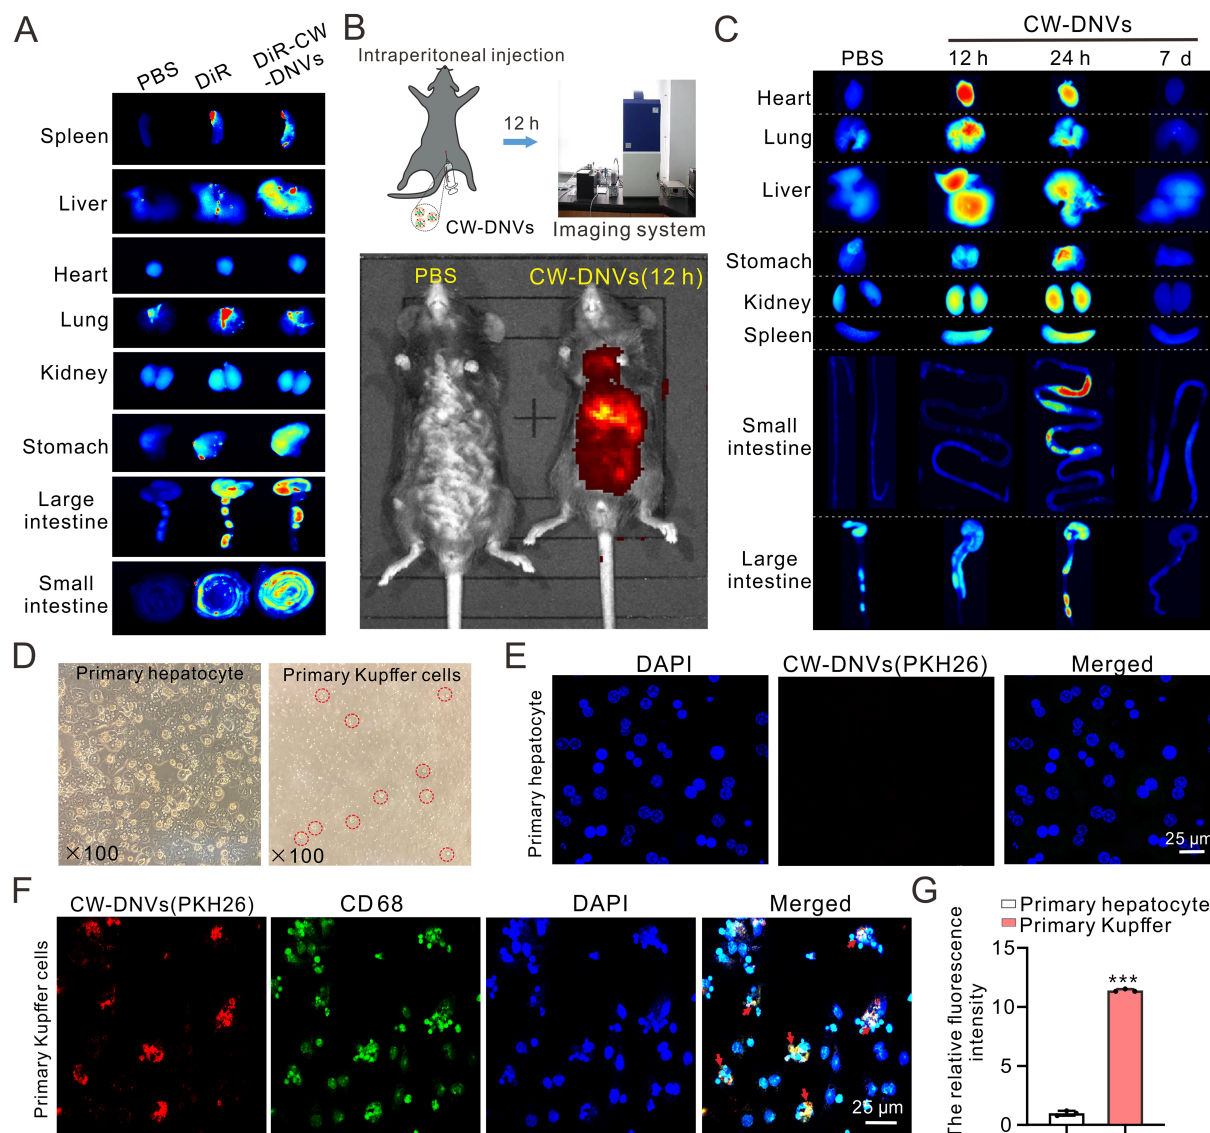 A
PBS
DiR
DiR-CW
-DNVs
Spleen
Liver
Heart
Lung
Kidney
Stomach
Large
intestine
Small
intestine
B
Intraperitoneal injection
12 h
CW-DNVs
Imaging system
PBS
CW-DNVs(12 h)
C
CW-DNVs
PBS
12 h
24 h
7 d
Heart
Lung
Liver
Stomach
Kidney
Spleen
Small
intestine
Large
intestine
D
Primary hepatocyte
×100
Primary Kupffer cells
×100
E
DAPI
CW-DNVs(PKH26)
Merged
Primary hepatocyte
25 µm
F
CW-DNVs(PKH26)
CD68
DAPI
Merged
Primary Kupffer cells
25 µm
G
Primary hepatocyte
Primary Kupffer
The relative fluorescence
intensity
15
10
5
0
***